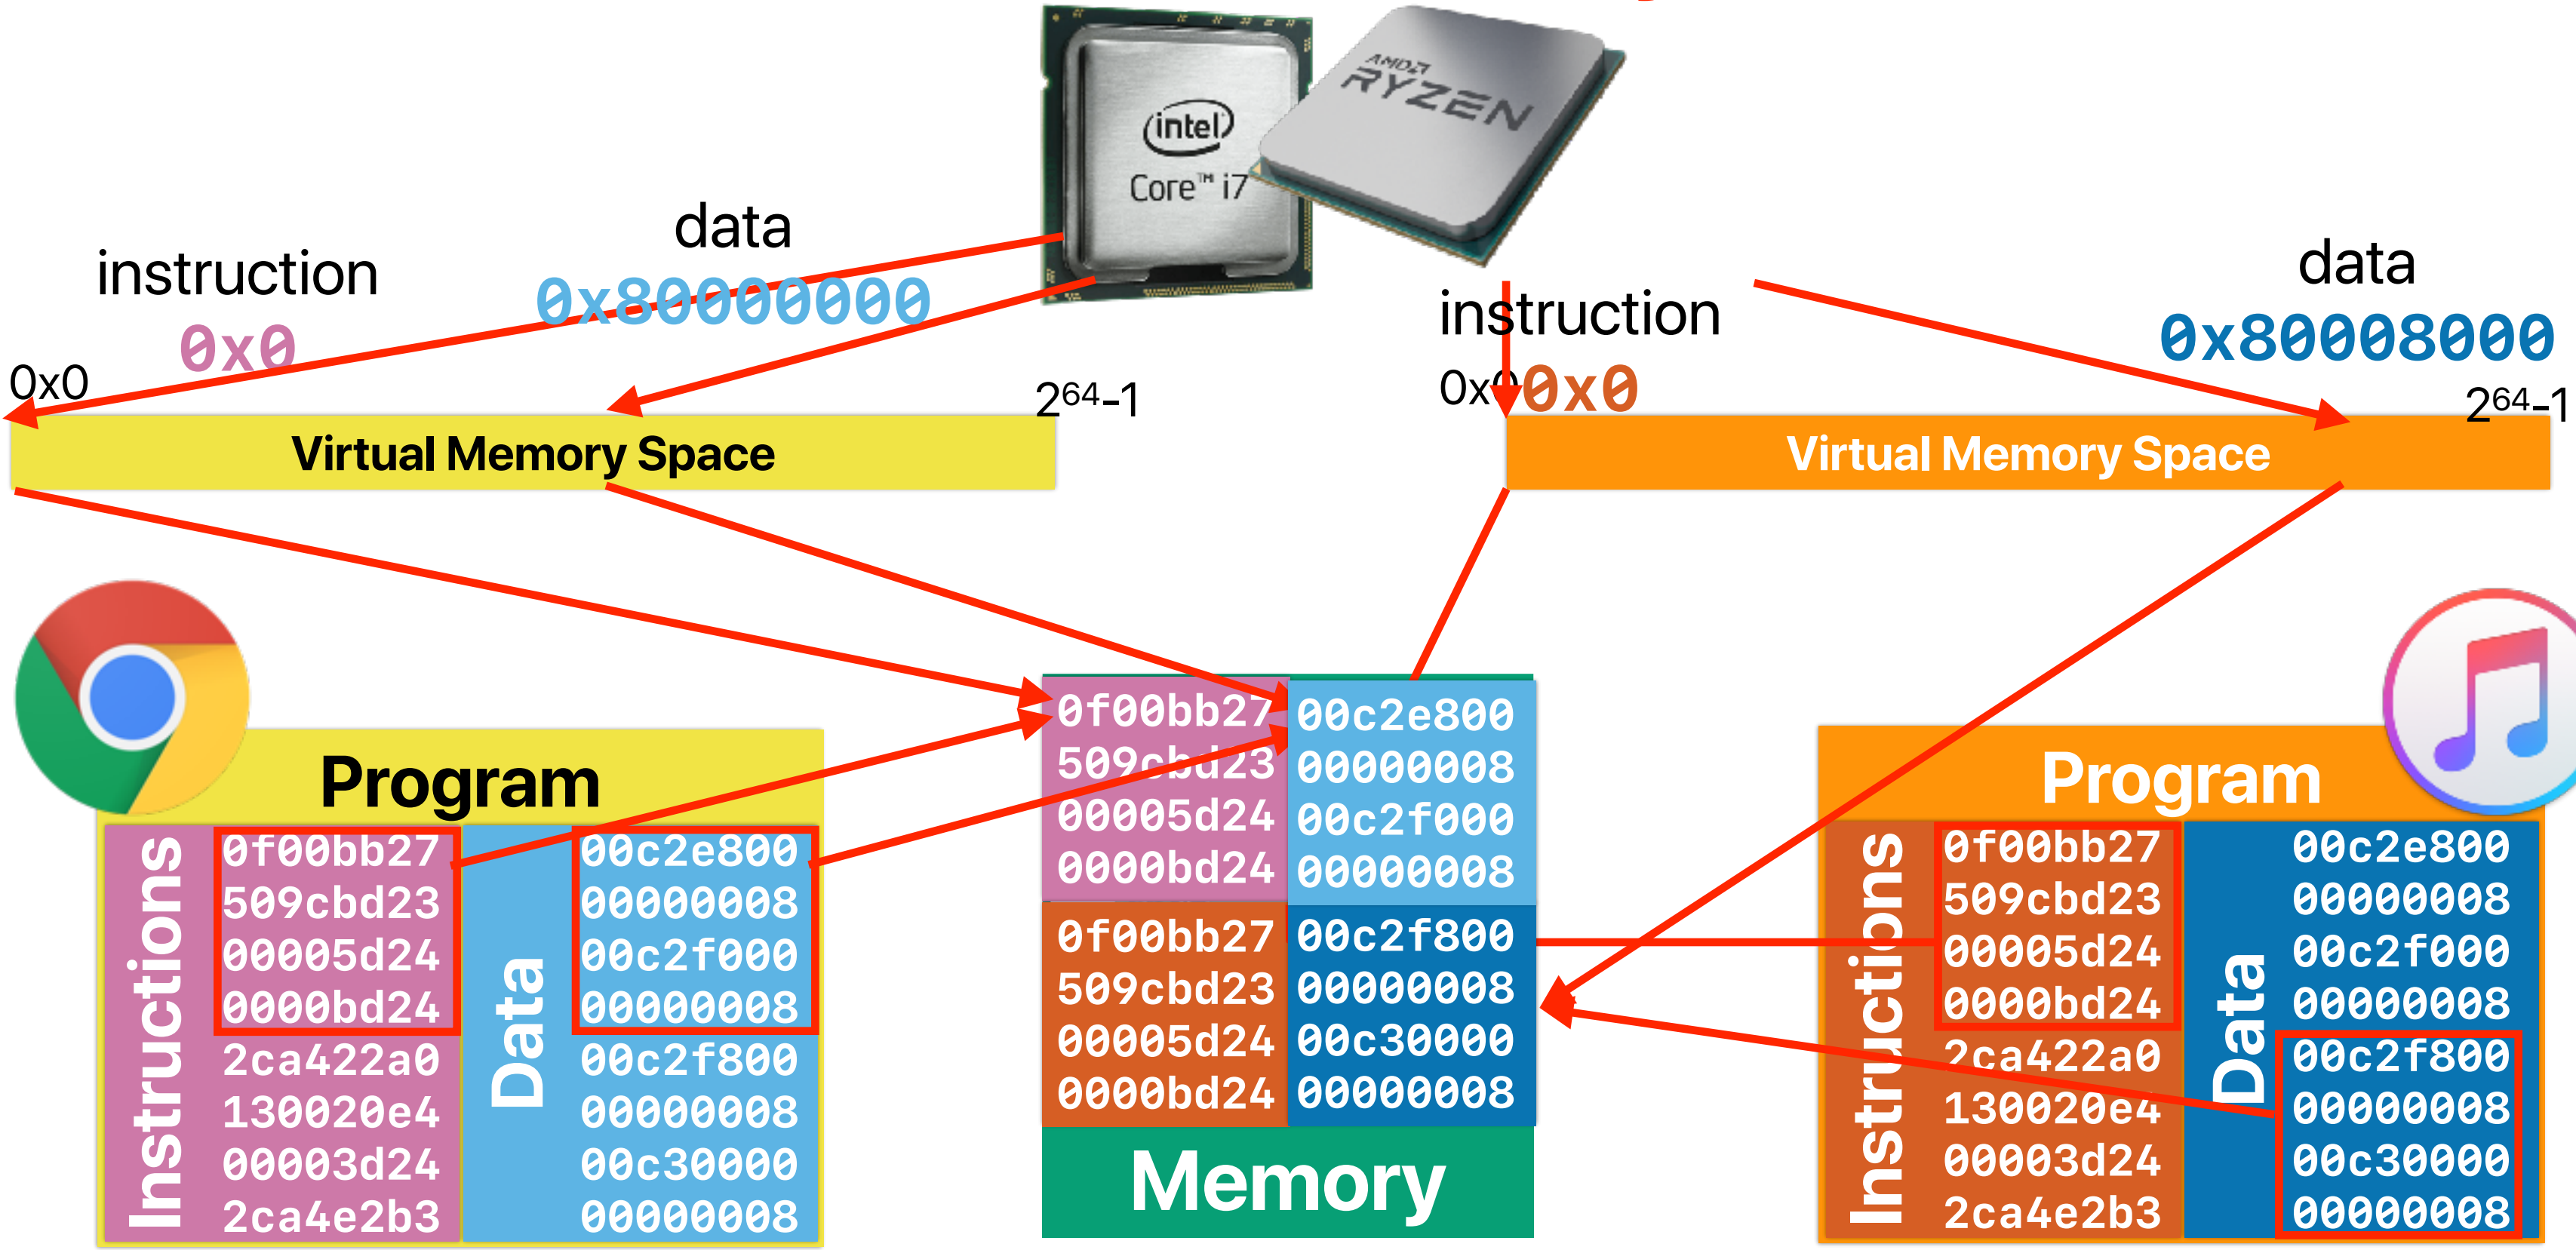 intel
Core™ i7
AMD
RYZEN
instruction
0x0
data
0x80000000
instruction
0x0
data
0x80008000
0x0
2⁶⁴-1
0x0
2⁶⁴-1
Virtual Memory Space
Virtual Memory Space
Program
Instructions
0f00bb27
509cbd23
00005d24
0000bd24
2ca422a0
130020e4
00003d24
2ca4e2b3
Data
00c2e800
00000008
00c2f000
00000008
00c2f800
00000008
00c30000
00000008
0f00bb27
509cbd23
00005d24
0000bd24
00c2e800
00000008
00c2f000
00000008
0f00bb27
509cbd23
00005d24
0000bd24
00c2f800
00000008
00c30000
00000008
Memory
Program
Instructions
0f00bb27
509cbd23
00005d24
0000bd24
2ca422a0
130020e4
00003d24
2ca4e2b3
Data
00c2e800
00000008
00c2f000
00000008
00c2f800
00000008
00c30000
00000008